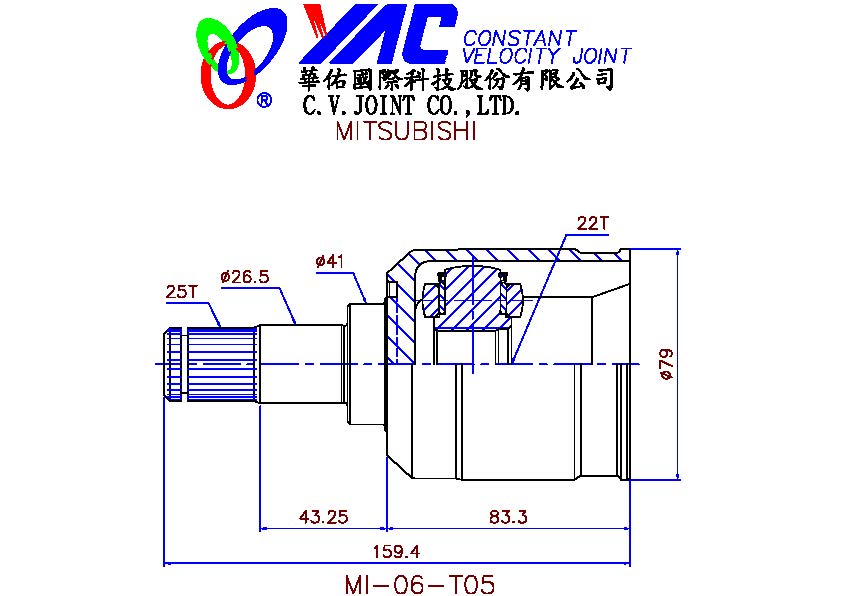 YAC CONSTANT
VELOCITY JOINT
®
華佑國際科技股份有限公司
C.V.JOINT CO.,LTD.
MITSUBISHI
22T
ø41
ø26.5
25T
ø79
43.25
83.3
159.4
MI-06-T05